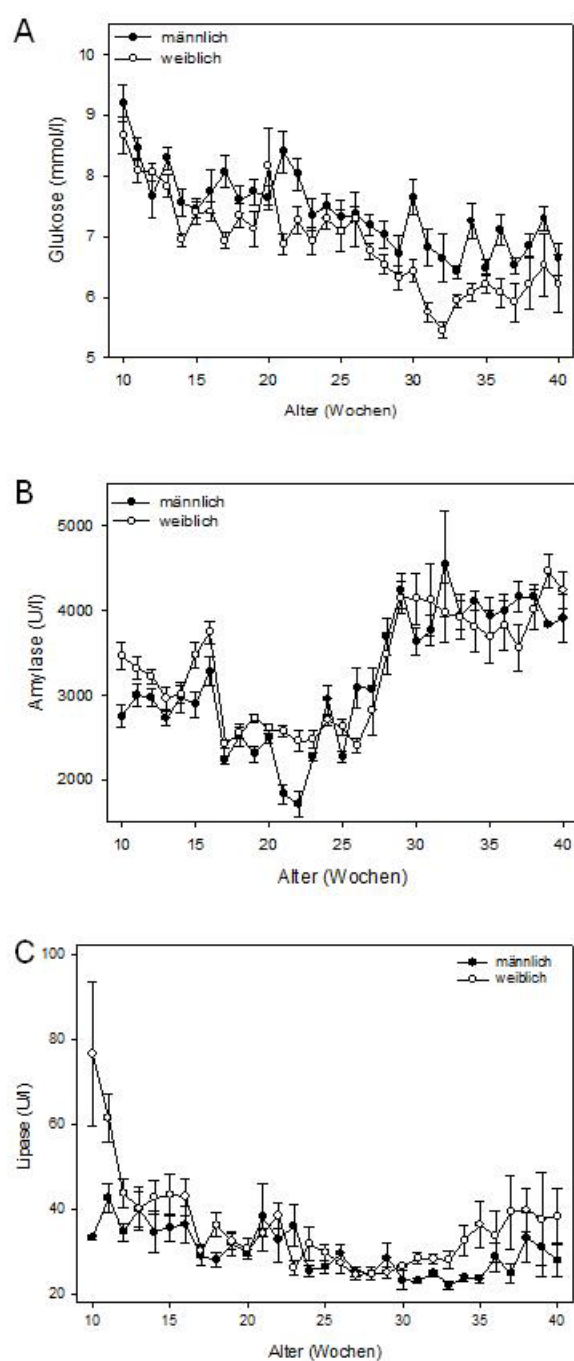 A
männlich
weiblich
10
9
8
7
6
5
Glukose (mmol/l)
10 15 20 25 30 35 40
Alter (Wochen)
B
männlich
weiblich
5000
4000
3000
2000
Amylase (U/l)
10 15 20 25 30 35 40
Alter (Wochen)
C
männlich
weiblich
100
80
60
40
20
Lipase (U/l)
10 15 20 25 30 35 40
Alter (Wochen)